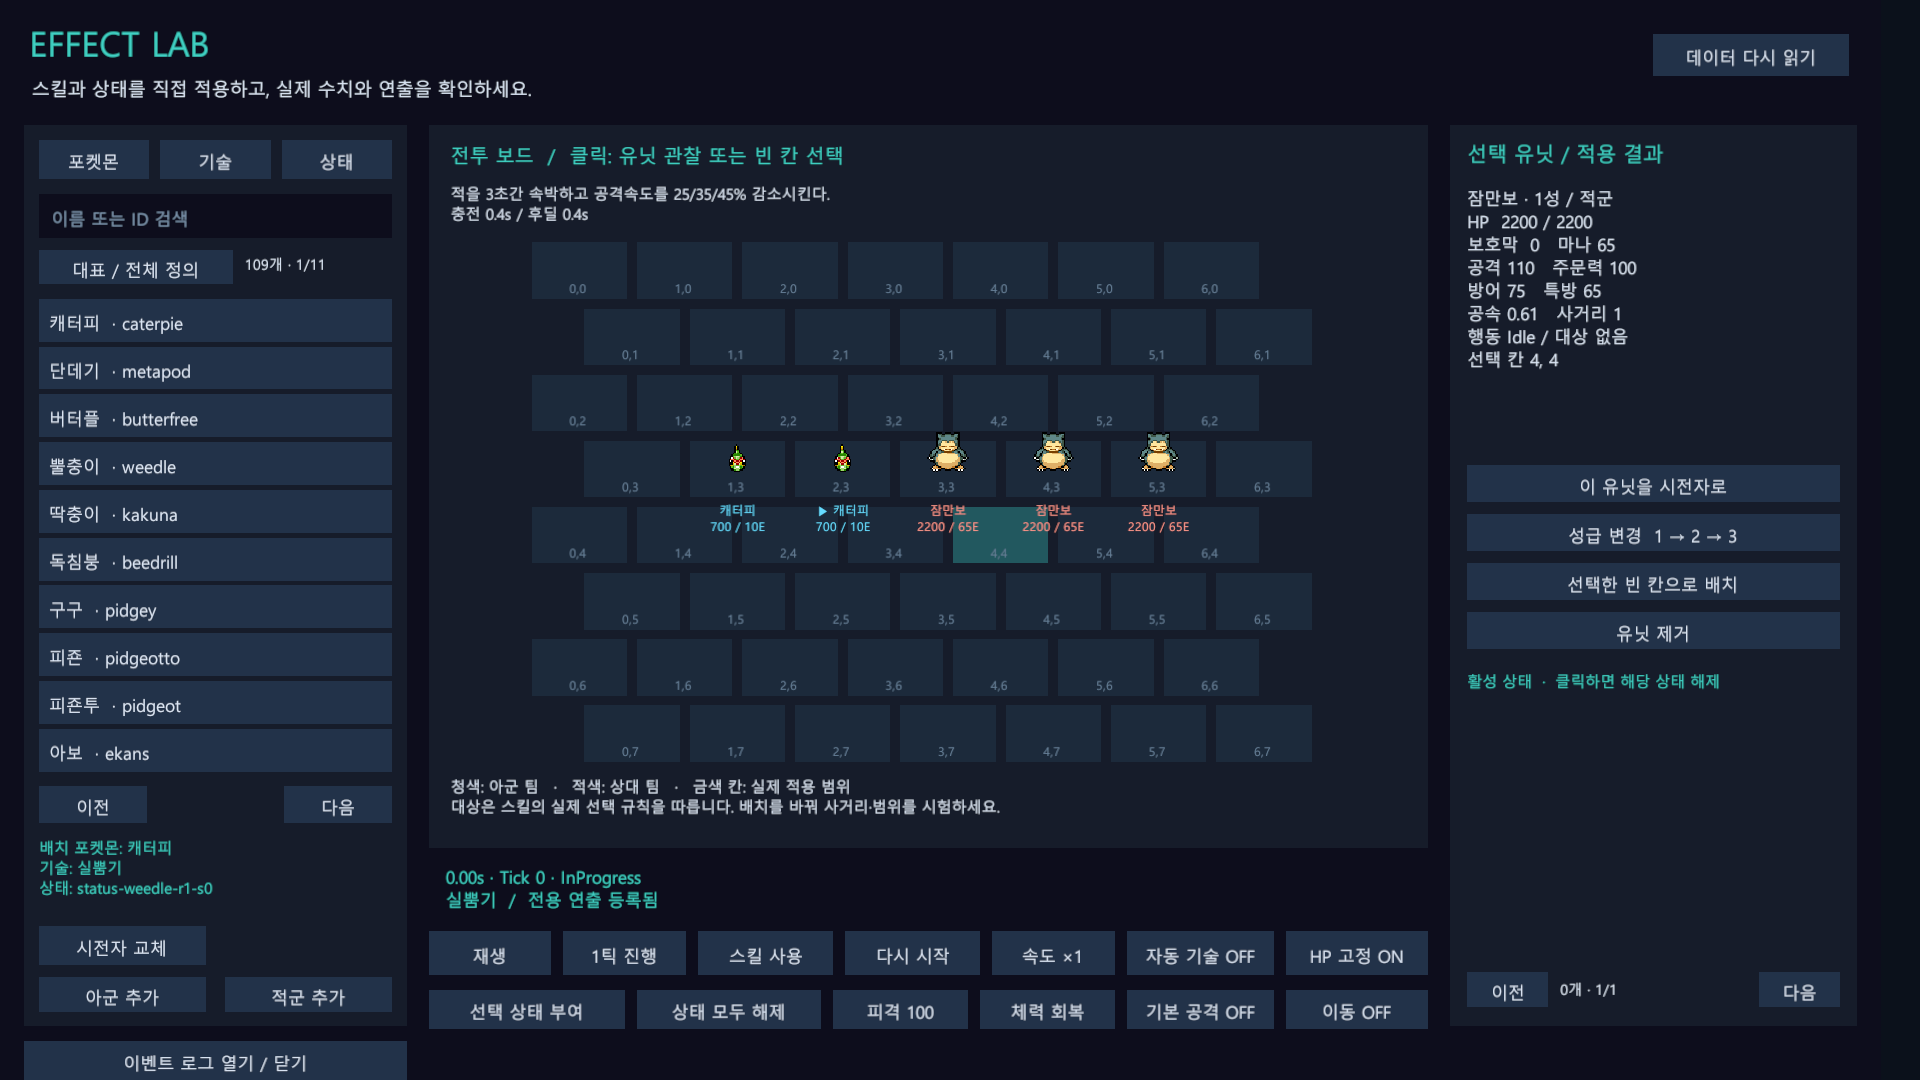 EFFECT LAB
스킬과 상태를 직접 적용하고, 실제 수치와 연출을 확인하세요.
데이터 다시 읽기
포켓몬
기술
상태
이름 또는 ID 검색
대표 / 전체 정의
109개 · 1/11
캐터피 · caterpie
단데기 · metapod
버터플 · butterfree
뿔충이 · weedle
딱충이 · kakuna
독침붕 · beedrill
구구 · pidgey
피죤 · pidgeotto
피죤투 · pidgeot
아보 · ekans
이전
다음
배치 포켓몬: 캐터피
기술: 실뿜기
상태: status-weedle-r1-s0
시전자 교체
아군 추가
적군 추가
이벤트 로그 열기 / 닫기
전투 보드 / 클릭: 유닛 관찰 또는 빈 칸 선택
적을 3초간 속박하고 공격속도를 25/35/45% 감소시킨다.
충전 0.4s / 후딜 0.4s
0,0 1,0 2,0 3,0 4,0 5,0 6,0
0,1 1,1 2,1 3,1 4,1 5,1 6,1
0,2 1,2 2,2 3,2 4,2 5,2 6,2
0,3 1,3 2,3 3,3 4,3 5,3 6,3
캐터피 ▶ 캐터피 잠만보 잠만보 잠만보
700 / 10E 700 / 10E 2200 / 65E 2200 / 65E 2200 / 65E
0,4 1,4 2,4 3,4 4,4 5,4 6,4
0,5 1,5 2,5 3,5 4,5 5,5 6,5
0,6 1,6 2,6 3,6 4,6 5,6 6,6
0,7 1,7 2,7 3,7 4,7 5,7 6,7
청색: 아군 팀 · 적색: 상대 팀 · 금색 칸: 실제 적용 범위
대상은 스킬의 실제 선택 규칙을 따릅니다. 배치를 바꿔 사거리·범위를 시험하세요.
0.00s · Tick 0 · InProgress
실뿜기 / 전용 연출 등록됨
재생
1틱 진행
스킬 사용
다시 시작
속도 ×1
자동 기술 OFF
HP 고정 ON
선택 상태 부여
상태 모두 해제
피격 100
체력 회복
기본 공격 OFF
이동 OFF
선택 유닛 / 적용 결과
잠만보 · 1성 / 적군
HP 2200 / 2200
보호막 0 마나 65
공격 110 주문력 100
방어 75 특방 65
공속 0.61 사거리 1
행동 Idle / 대상 없음
선택 칸 4, 4
이 유닛을 시전자로
성급 변경 1 → 2 → 3
선택한 빈 칸으로 배치
유닛 제거
활성 상태 · 클릭하면 해당 상태 해제
이전
0개 · 1/1
다음